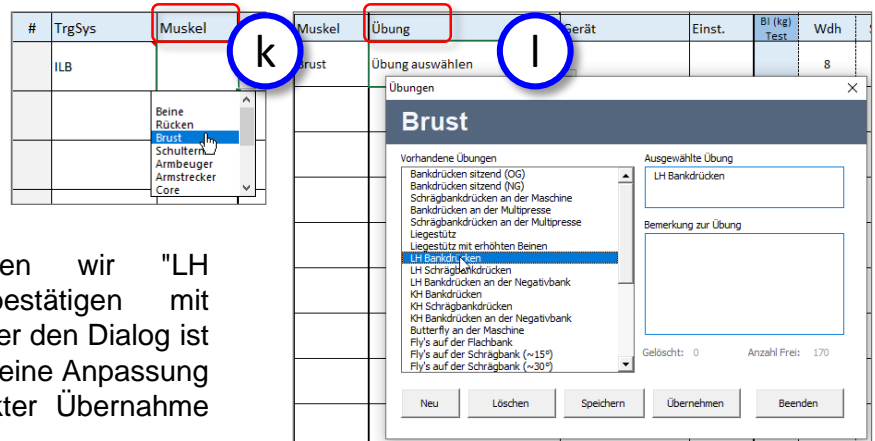 # TrgSys Muskel
k
ILB
Beine
Rücken
Brust
Schultern
Armbeuger
Armstrecker
Core
Muskel Übung Gerät Einst. BI (kg) Test Wdh
l
Brust Übung auswählen 8
Übungen
Brust
Vorhandene Übungen
Bankdrücken sitzend (OG)
Bankdrücken sitzend (NG)
Schrägbankdrücken an der Maschine
Bankdrücken an der Multipresse
Schrägbankdrücken an der Multipresse
Liegestütz
Liegestütz mit erhöhten Beinen
LH Bankdrücken
LH Schrägbankdrücken
LH Bankdrücken an der Negativbank
KH Bankdrücken
KH Schrägbankdrücken
KH Bankdrücken an der Negativbank
Butterfly an der Maschine
Fly's auf der Flachbank
Fly's auf der Schrägbank (~15°)
Fly's auf der Schrägbank (~30°)
Ausgewählte Übung
LH Bankdrücken
Bemerkung zur Übung
Gelöscht: 0 Anzahl Frei: 170
Neu Löschen Speichern Übernehmen Beenden
en wir "LH
estätigen mit
er den Dialog ist
eine Anpassung
kter Übernahme